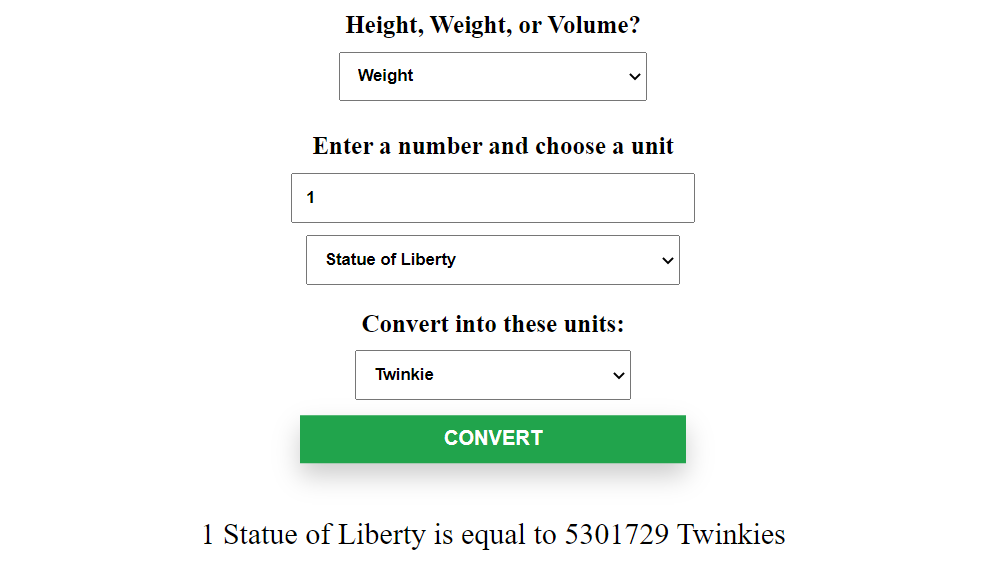 Height, Weight, or Volume?
Weight
Enter a number and choose a unit
1
Statue of Liberty
Convert into these units:
Twinkie
CONVERT
1 Statue of Liberty is equal to 5301729 Twinkies